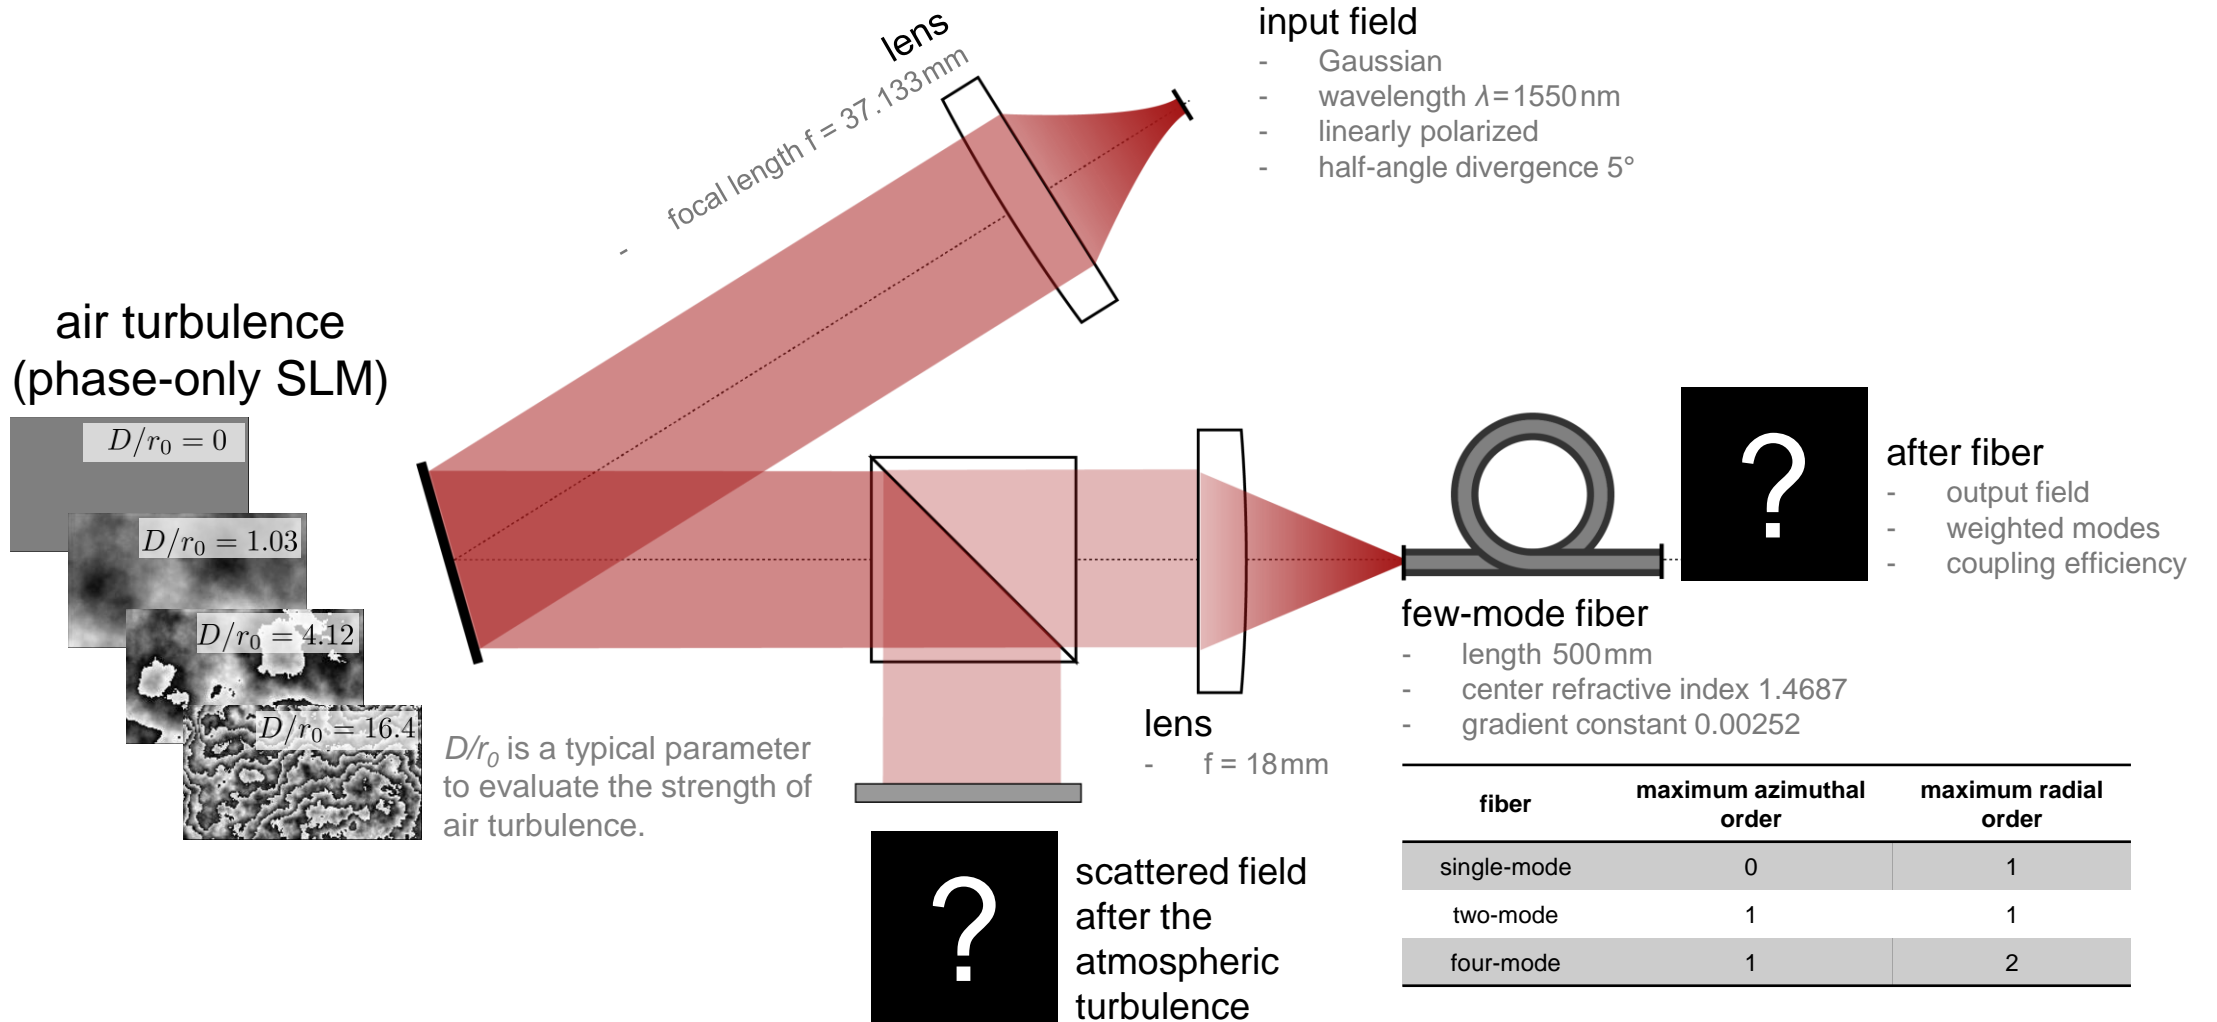 lens
- focal length f = 37.133mm
input field
- Gaussian
- wavelength λ=1550nm
- linearly polarized
- half-angle divergence 5°
air turbulence
(phase-only SLM)
D/r₀ = 0
D/r₀ = 1.03
D/r₀ = 4.12
D/r₀ = 16.4
D/r₀ is a typical parameter
to evaluate the strength of
air turbulence.
?
scattered field
after the
atmospheric
turbulence
lens
- f = 18mm
?
after fiber
- output field
- weighted modes
- coupling efficiency
few-mode fiber
- length 500mm
- center refractive index 1.4687
- gradient constant 0.00252
fiber maximum azimuthal order maximum radial order
single-mode 0 1
two-mode 1 1
four-mode 1 2